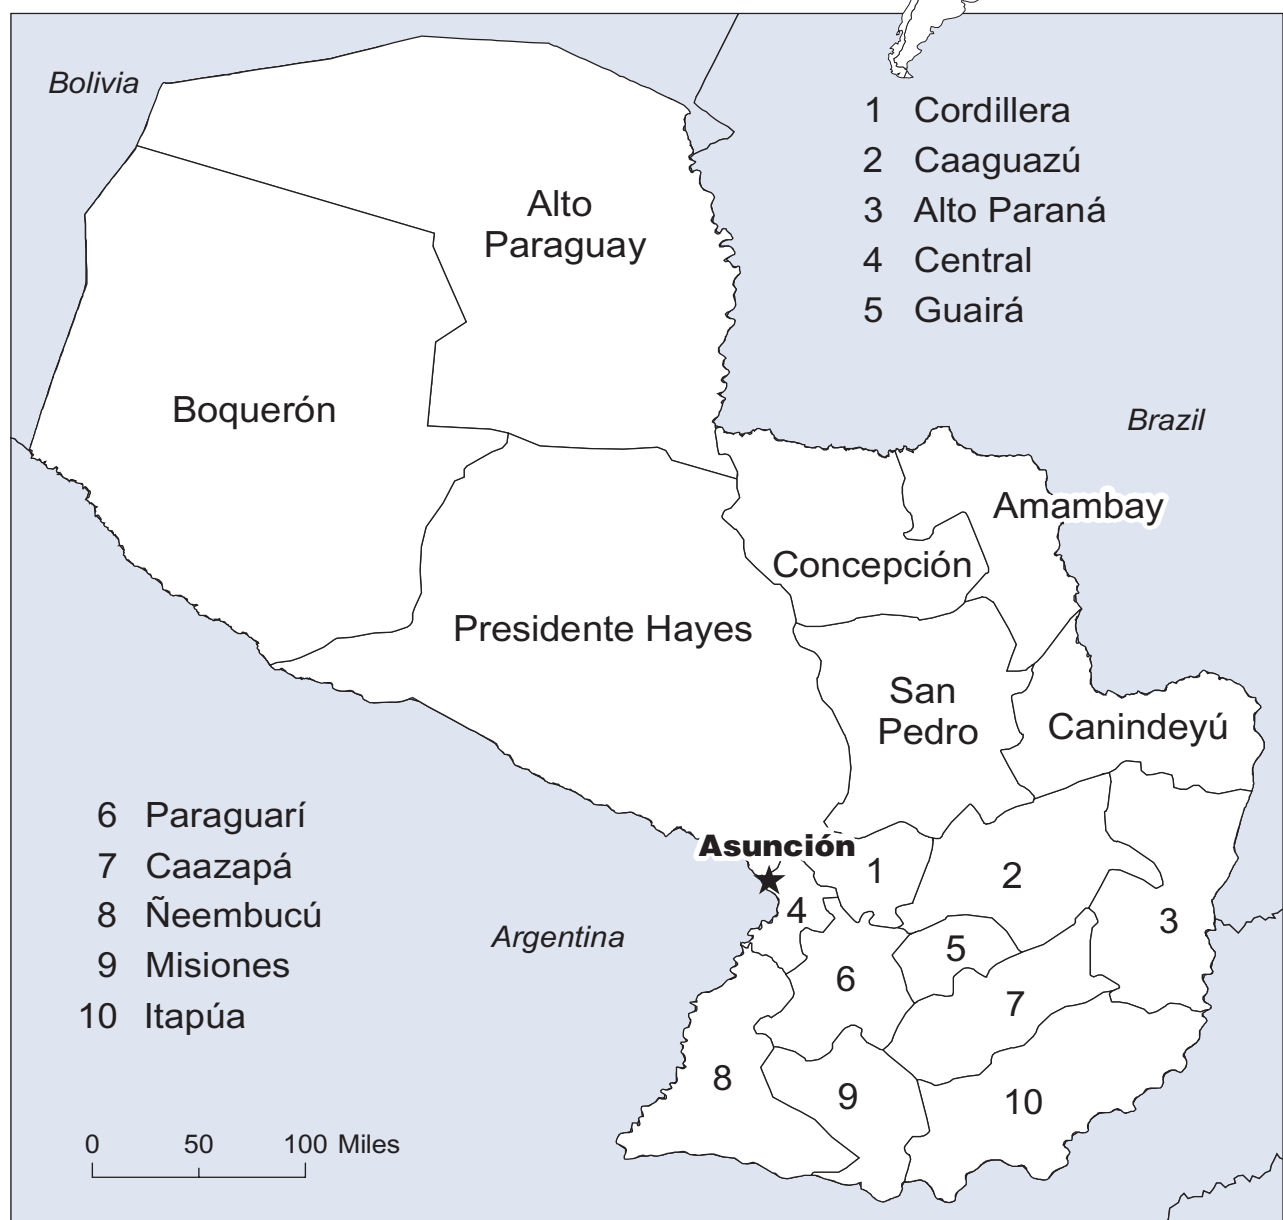 Bolivia
1 Cordillera
2 Caaguazú
3 Alto Paraná
4 Central
5 Guairá
Alto
Paraguay
Boquerón
Brazil
Amambay
Concepción
Presidente Hayes
San
Pedro
Canindeyú
6 Paraguarí
7 Caazapá
8 Ñeembucú
9 Misiones
10 Itapúa
Asunción
1
2
3
4
5
6
7
8
9
10
Argentina
0 50 100 Miles